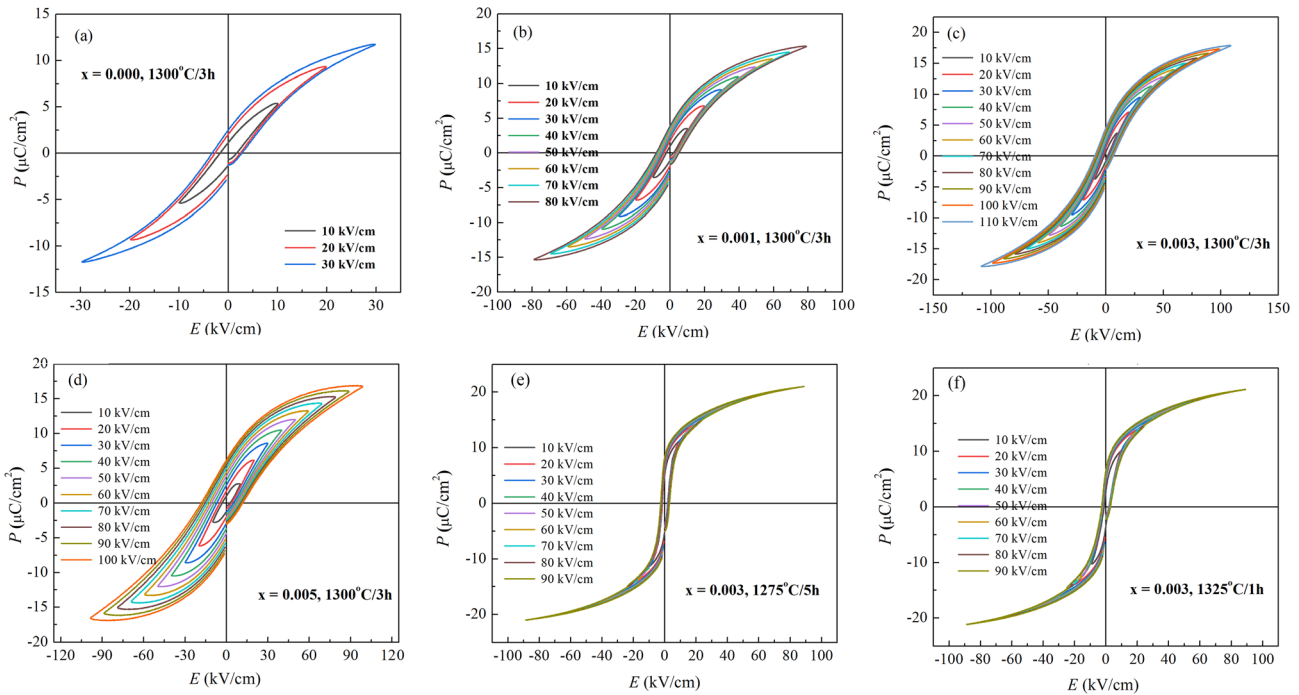 (a)
x = 0.000, 1300°C/3h
10 kV/cm
20 kV/cm
30 kV/cm
P (μC/cm²)
15
10
5
0
-5
-10
15
-30
-20
-10
0
10
20
30
E (kV/cm)
(b)
10 kV/cm
20 kV/cm
30 kV/cm
40 kV/cm
50 kV/cm
60 kV/cm
70 kV/cm
80 kV/cm
x = 0.001, 1300°C/3h
P (μC/cm²)
20
15
10
5
0
-5
-10
-15
-20
-100
-80
-60
-40
-20
0
20
40
60
80
100
E (kV/cm)
(c)
10 kV/cm
20 kV/cm
30 kV/cm
40 kV/cm
50 kV/cm
60 kV/cm
70 kV/cm
80 kV/cm
90 kV/cm
100 kV/cm
110 kV/cm
x = 0.003, 1300°C/3h
P (μC/cm²)
20
15
10
5
0
-5
-10
-15
-20
-150
-100
-50
0
50
100
150
E (kV/cm)
(d)
10 kV/cm
20 kV/cm
30 kV/cm
40 kV/cm
50 kV/cm
60 kV/cm
70 kV/cm
80 kV/cm
90 kV/cm
100 kV/cm
x = 0.005, 1300°C/3h
P (μC/cm²)
20
15
10
5
0
-5
-10
-15
-20
-120
-90
-60
-30
0
30
60
90
120
E (kV/cm)
(e)
10 kV/cm
20 kV/cm
30 kV/cm
40 kV/cm
50 kV/cm
60 kV/cm
70 kV/cm
80 kV/cm
90 kV/cm
x = 0.003, 1275°C/5h
P (μC/cm²)
20
10
0
-10
-20
-100
-80
-60
-40
-20
0
20
40
60
80
100
E (kV/cm)
(f)
10 kV/cm
20 kV/cm
30 kV/cm
40 kV/cm
50 kV/cm
60 kV/cm
70 kV/cm
80 kV/cm
90 kV/cm
x = 0.003, 1325°C/1h
P (μC/cm²)
20
10
0
-10
-20
-100
-80
-60
-40
-20
0
20
40
60
80
100
E (kV/cm)